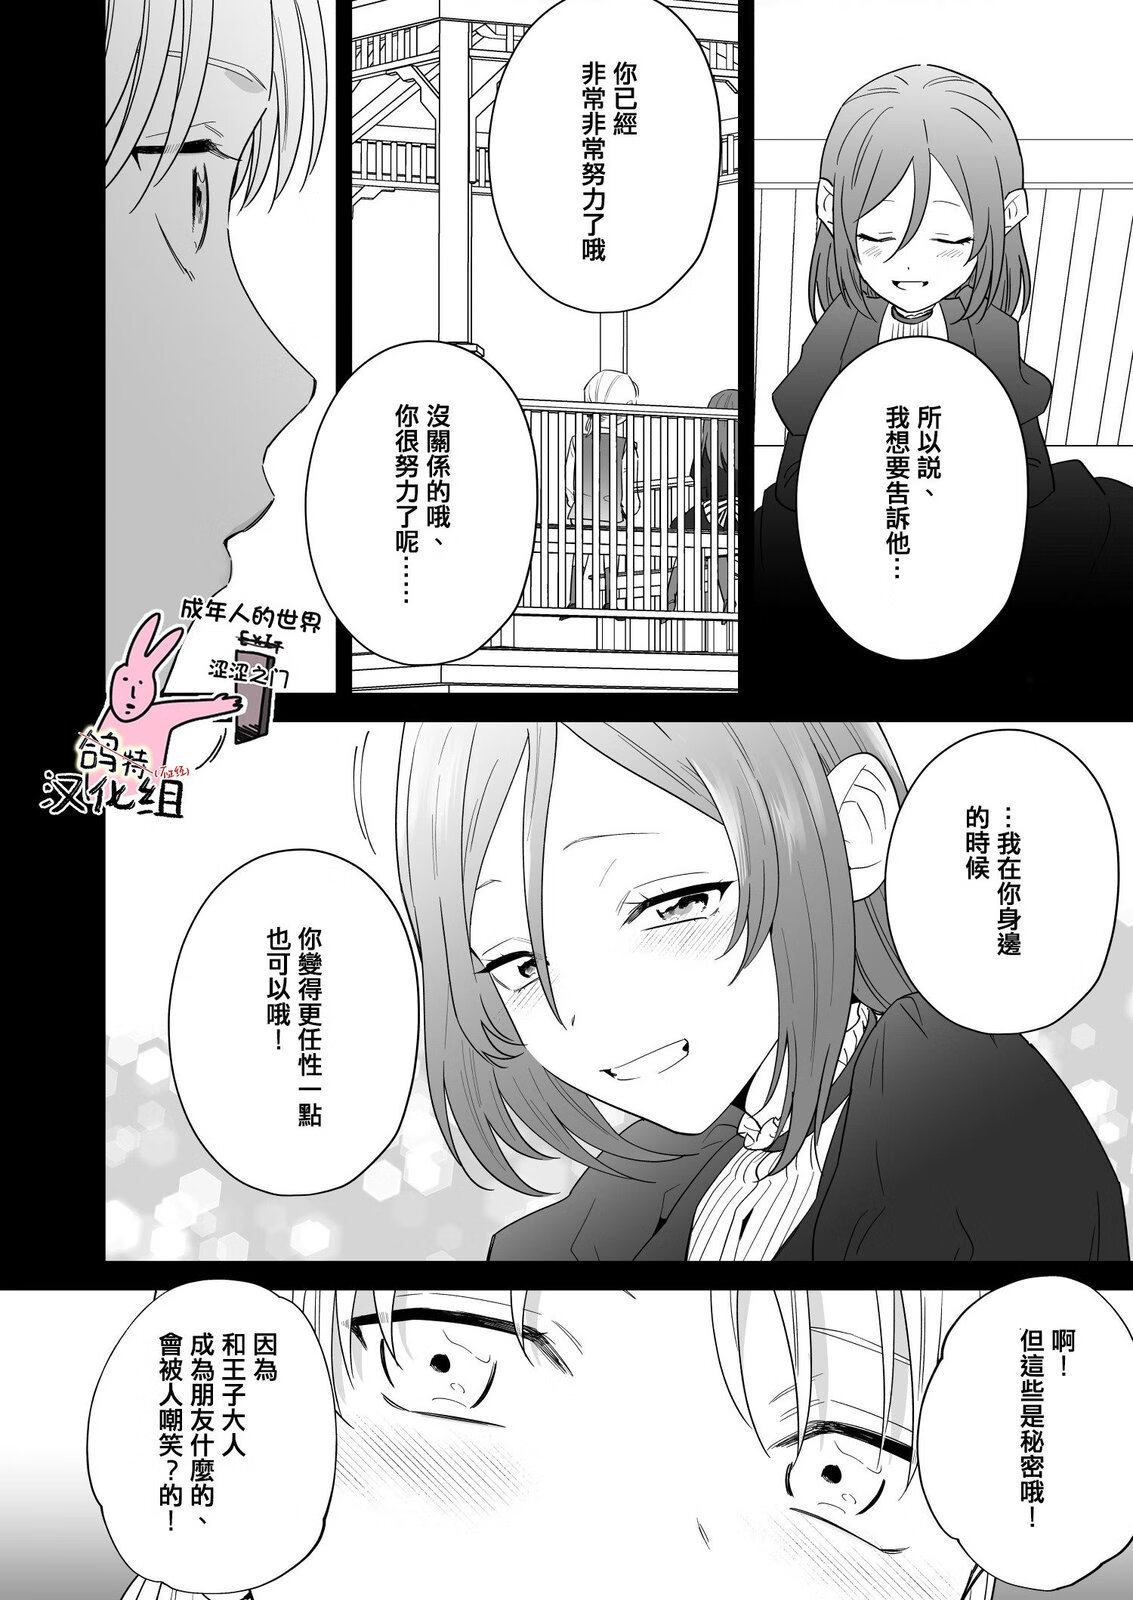 所以説、
我想要告訴他…
你已經
非常非常努力了哦
沒關係的哦、
你很努力了呢……
成年人的世界
EXIT
涩涩之门
鸽特
(不正经)
汉化组
…我在你身邊
的時候
你變得更任性一點
也可以哦！
啊！
但這些是秘密哦！
因為
和王子大人
成為朋友什麼的、
會被人嘲笑？的！